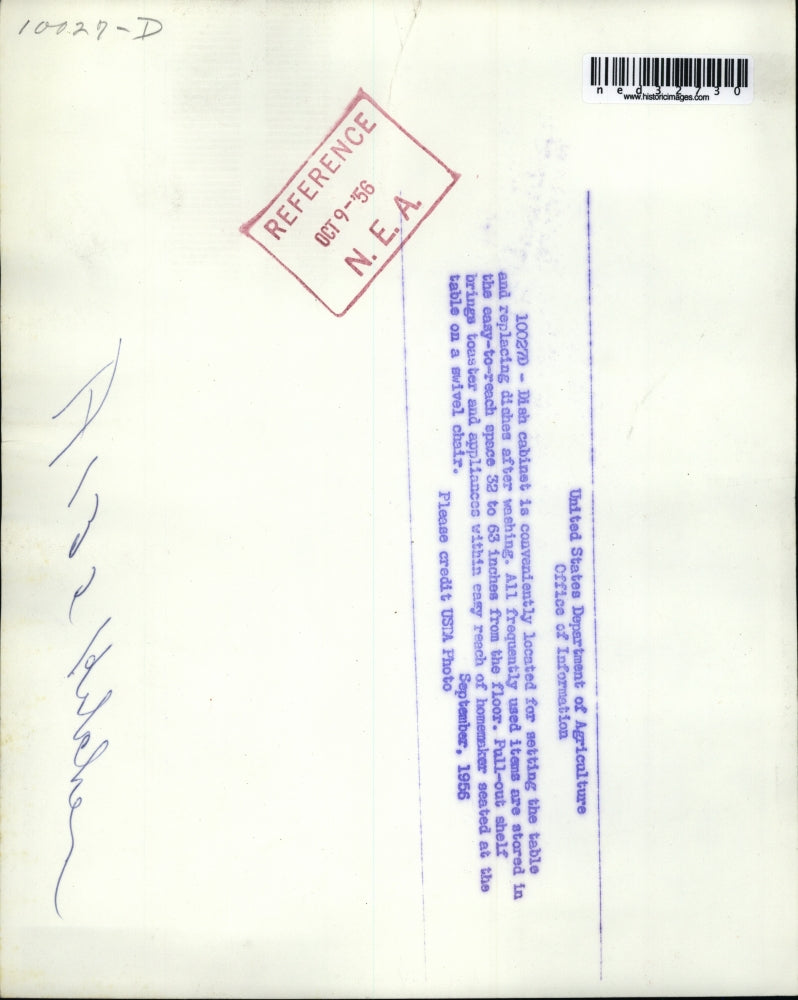 10027-D
ned32730
www.historicimages.com
REFERENCE
OCT 9-'56
N. E. A.
United States Department of Agriculture
Office of Information
10027D - Dish cabinet is conveniently located for setting the table
and replacing dishes after washing. All frequently used items are stored in
the easy-to-reach space 32 to 63 inches from the floor. Pull-out shelf
brings toaster and appliances within easy reach of homemaker seated at the
table on a swivel chair.
September, 1956
Please credit USDA Photo
Kitchen